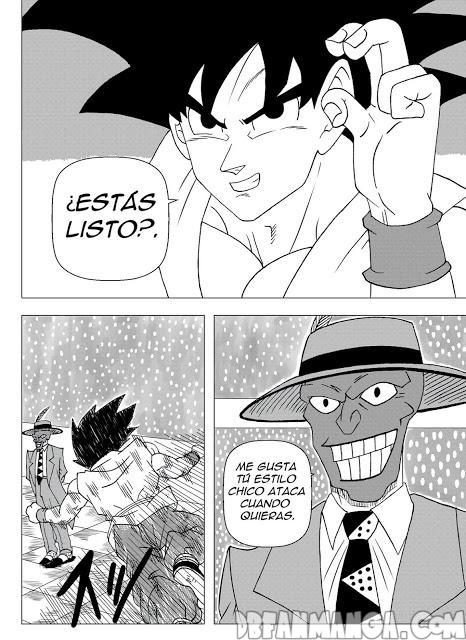 ¿ESTÁS
LISTO?.
ME GUSTA
TÚ ESTILO
CHICO ATACA
CUANDO
QUIERAS.
DBFANMANGA.COM